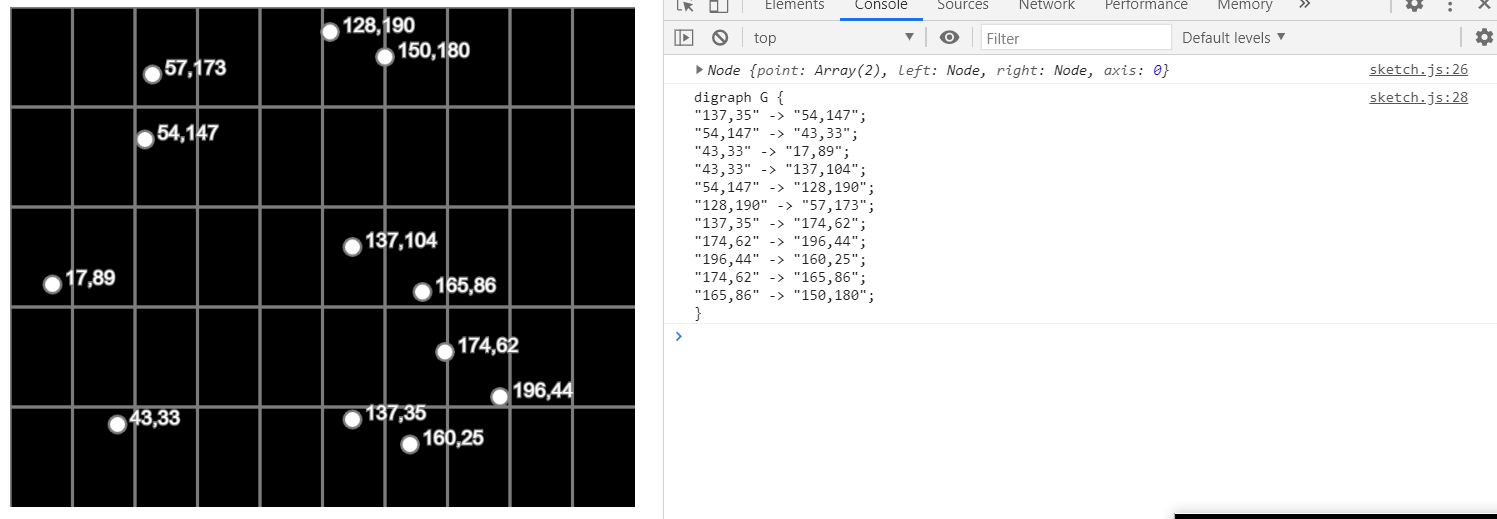 128,190
150,180
57,173
54,147
137,104
17,89
165,86
174,62
196,44
137,35
43,33
160,25
Elements Console Sources Network Performance Memory »
top Filter Default levels ▼
▶ Node {point: Array(2), left: Node, right: Node, axis: 0} sketch.js:26
digraph G { sketch.js:28
"137,35" -> "54,147";
"54,147" -> "43,33";
"43,33" -> "17,89";
"43,33" -> "137,104";
"54,147" -> "128,190";
"128,190" -> "57,173";
"137,35" -> "174,62";
"174,62" -> "196,44";
"196,44" -> "160,25";
"174,62" -> "165,86";
"165,86" -> "150,180";
}
>